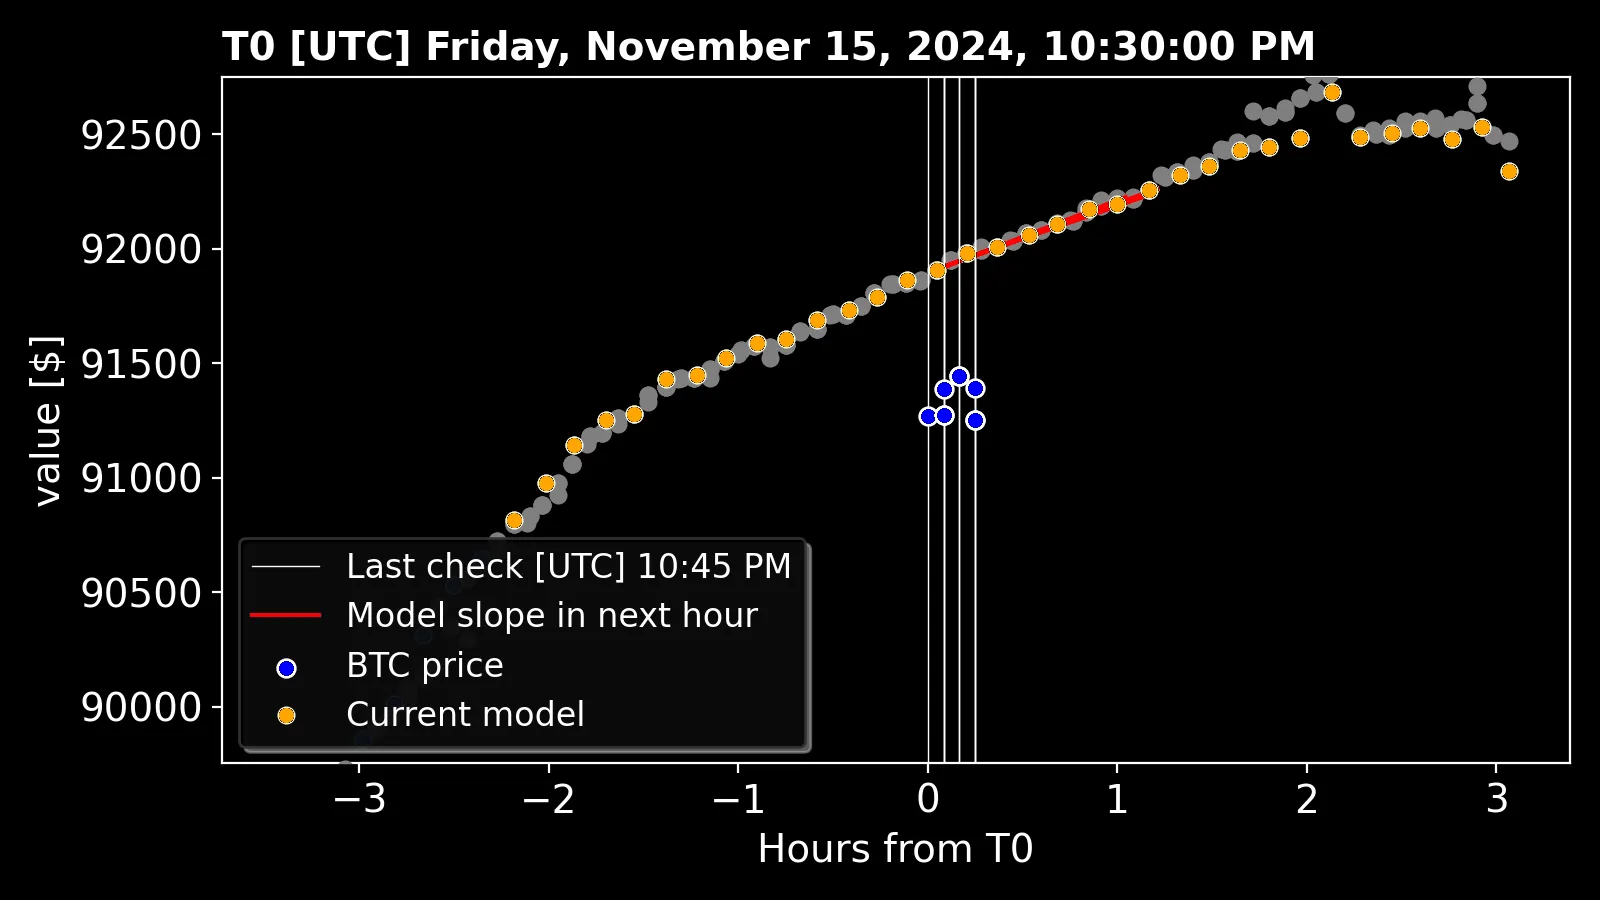 T0 [UTC] Friday, November 15, 2024, 10:30:00 PM
value [$]
92500
92000
91500
91000
90500
90000
Last check [UTC] 10:45 PM
Model slope in next hour
BTC price
Current model
−3 −2 −1 0 1 2 3
Hours from T0